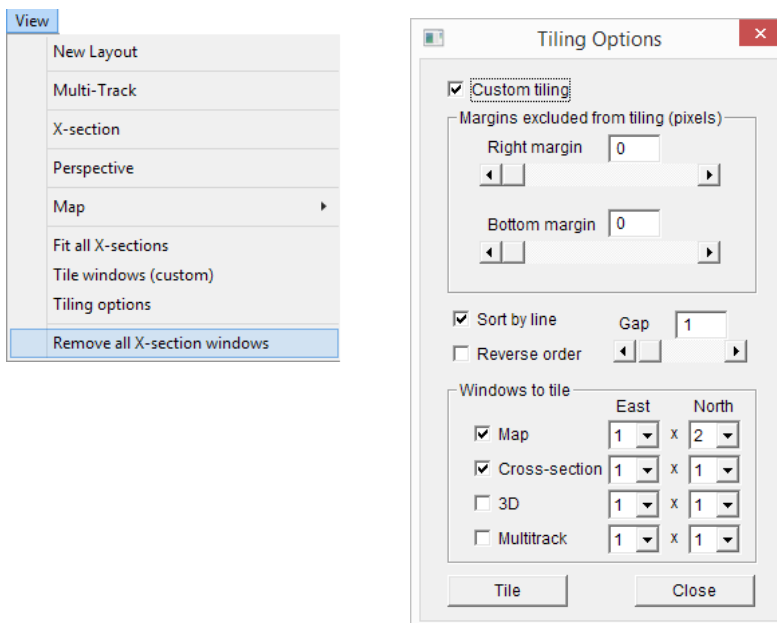 View
New Layout
Multi-Track
X-section
Perspective
Map
Fit all X-sections
Tile windows (custom)
Tiling options
Remove all X-section windows
Tiling Options
Custom tiling
Margins excluded from tiling (pixels)
Right margin 0
Bottom margin 0
Sort by line
Gap 1
Reverse order
Windows to tile
East North
Map 1 x 2
Cross-section 1 x 1
3D 1 x 1
Multitrack 1 x 1
Tile Close